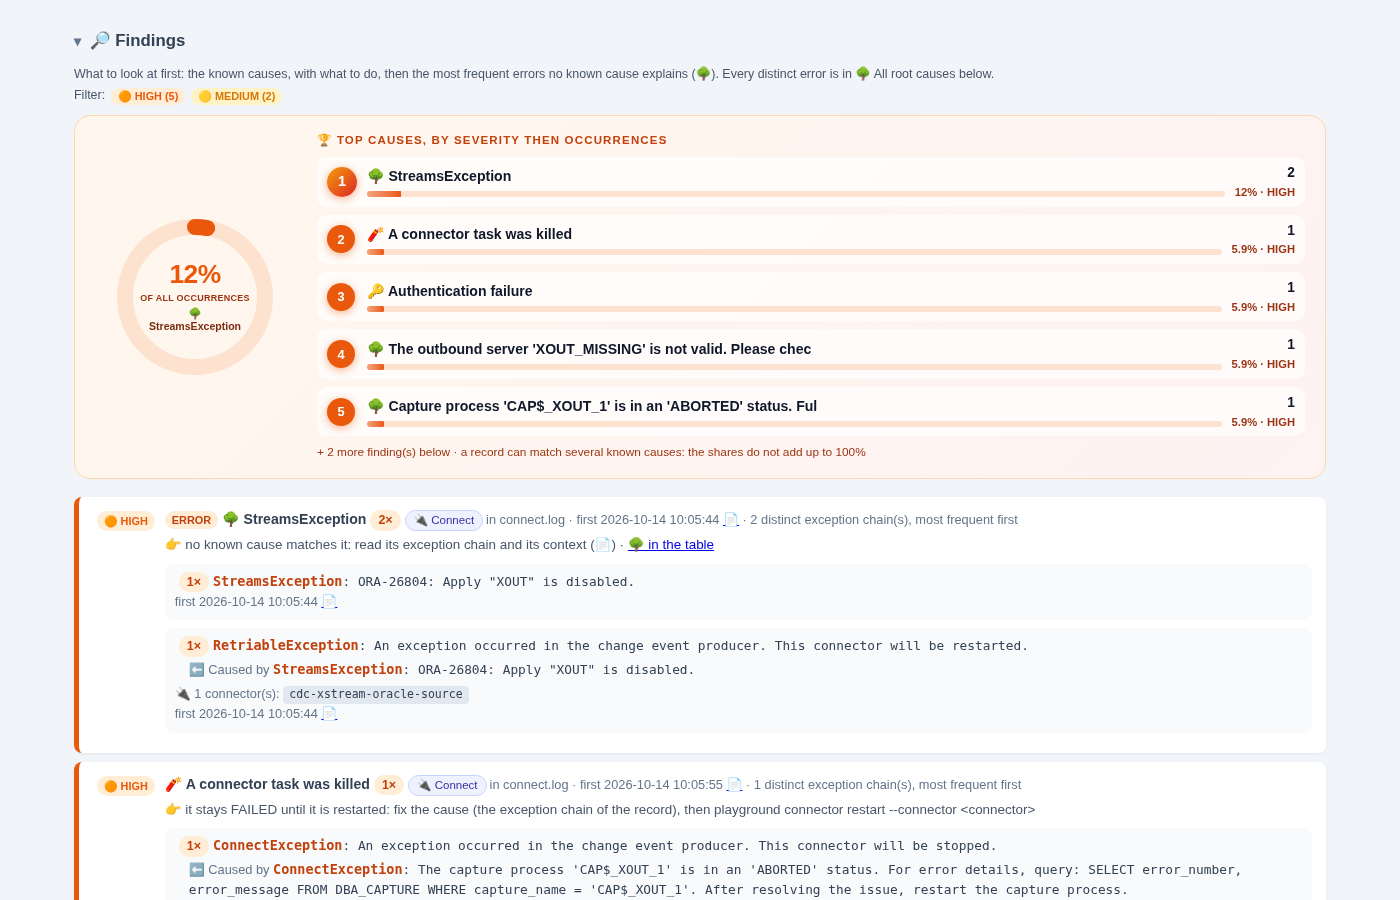 ▼ 🔎 Findings
What to look at first: the known causes, with what to do, then the most frequent errors no known cause explains (🌳). Every distinct error is in 🌳 All root causes below.
Filter: 🟠 HIGH (5) 🟡 MEDIUM (2)
🏆 TOP CAUSES, BY SEVERITY THEN OCCURRENCES
12%
OF ALL OCCURRENCES
🌳
StreamsException
1 🌳 StreamsException 2
12% · HIGH
2 🧨 A connector task was killed 1
5.9% · HIGH
3 🔑 Authentication failure 1
5.9% · HIGH
4 🌳 The outbound server 'XOUT_MISSING' is not valid. Please chec 1
5.9% · HIGH
5 🌳 Capture process 'CAP$_XOUT_1' is in an 'ABORTED' status. Ful 1
5.9% · HIGH
+ 2 more finding(s) below · a record can match several known causes: the shares do not add up to 100%
🟠 HIGH ERROR 🌳 StreamsException 2× 🔌 Connect in connect.log · first 2026-10-14 10:05:44 📄 · 2 distinct exception chain(s), most frequent first
👉 no known cause matches it: read its exception chain and its context (📄) · 🌳 in the table
1× StreamsException: ORA-26804: Apply "XOUT" is disabled.
first 2026-10-14 10:05:44 📄
1× RetriableException: An exception occurred in the change event producer. This connector will be restarted.
⬅️ Caused by StreamsException: ORA-26804: Apply "XOUT" is disabled.
🔌 1 connector(s): cdc-xstream-oracle-source
first 2026-10-14 10:05:44 📄
🟠 HIGH 🧨 A connector task was killed 1× 🔌 Connect in connect.log · first 2026-10-14 10:05:55 📄 · 1 distinct exception chain(s), most frequent first
👉 it stays FAILED until it is restarted: fix the cause (the exception chain of the record), then playground connector restart --connector <connector>
1× ConnectException: An exception occurred in the change event producer. This connector will be stopped.
⬅️ Caused by ConnectException: The capture process 'CAP$_XOUT_1' is in an 'ABORTED' status. For error details, query: SELECT error_number,
error_message FROM DBA_CAPTURE WHERE capture_name = 'CAP$_XOUT_1'. After resolving the issue, restart the capture process.